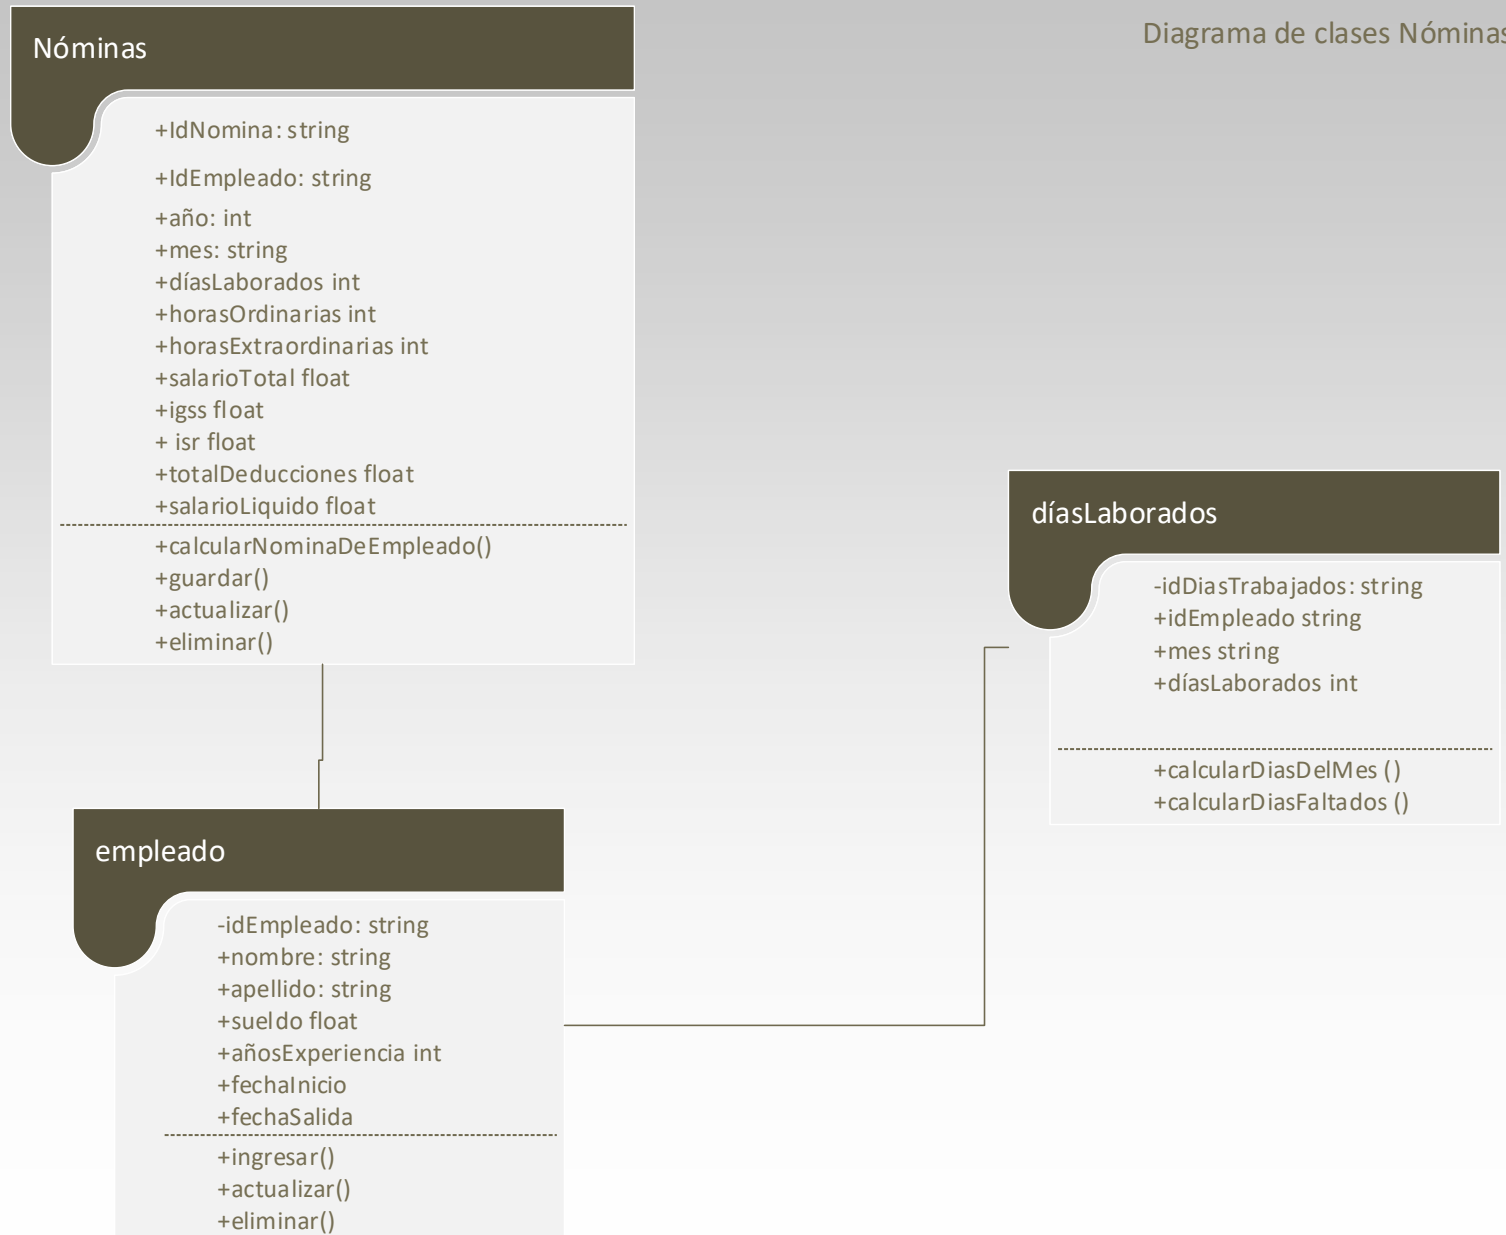 Diagrama de clases Nóminas
Nóminas
+IdNomina: string
+IdEmpleado: string
+año: int
+mes: string
+díasLaborados int
+horasOrdinarias int
+horasExtraordinarias int
+salarioTotal float
+igss float
+ isr float
+totalDeducciones float
+salarioLiquido float
+calcularNominaDeEmpleado()
+guardar()
+actualizar()
+eliminar()
díasLaborados
-idDiasTrabajados: string
+idEmpleado string
+mes string
+díasLaborados int
+calcularDiasDelMes ()
+calcularDiasFaltados ()
empleado
-idEmpleado: string
+nombre: string
+apellido: string
+sueldo float
+añosExperiencia int
+fechaInicio
+fechaSalida
+ingresar()
+actualizar()
+eliminar()